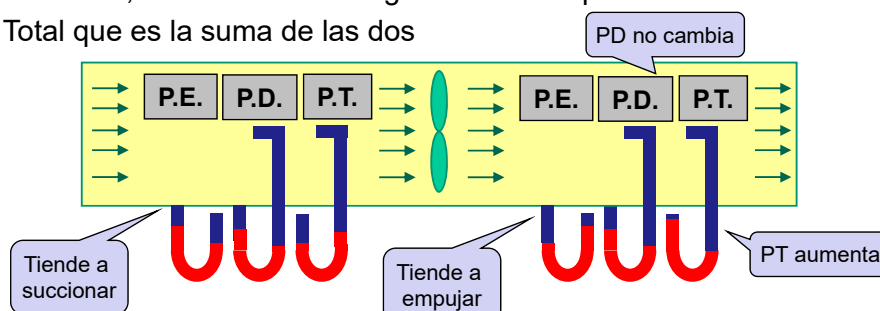 Total que es la suma de las dos
PD no cambia
P.E. P.D. P.T.
P.E. P.D. P.T.
Tiende a
succionar
Tiende a
empujar
PT aumenta